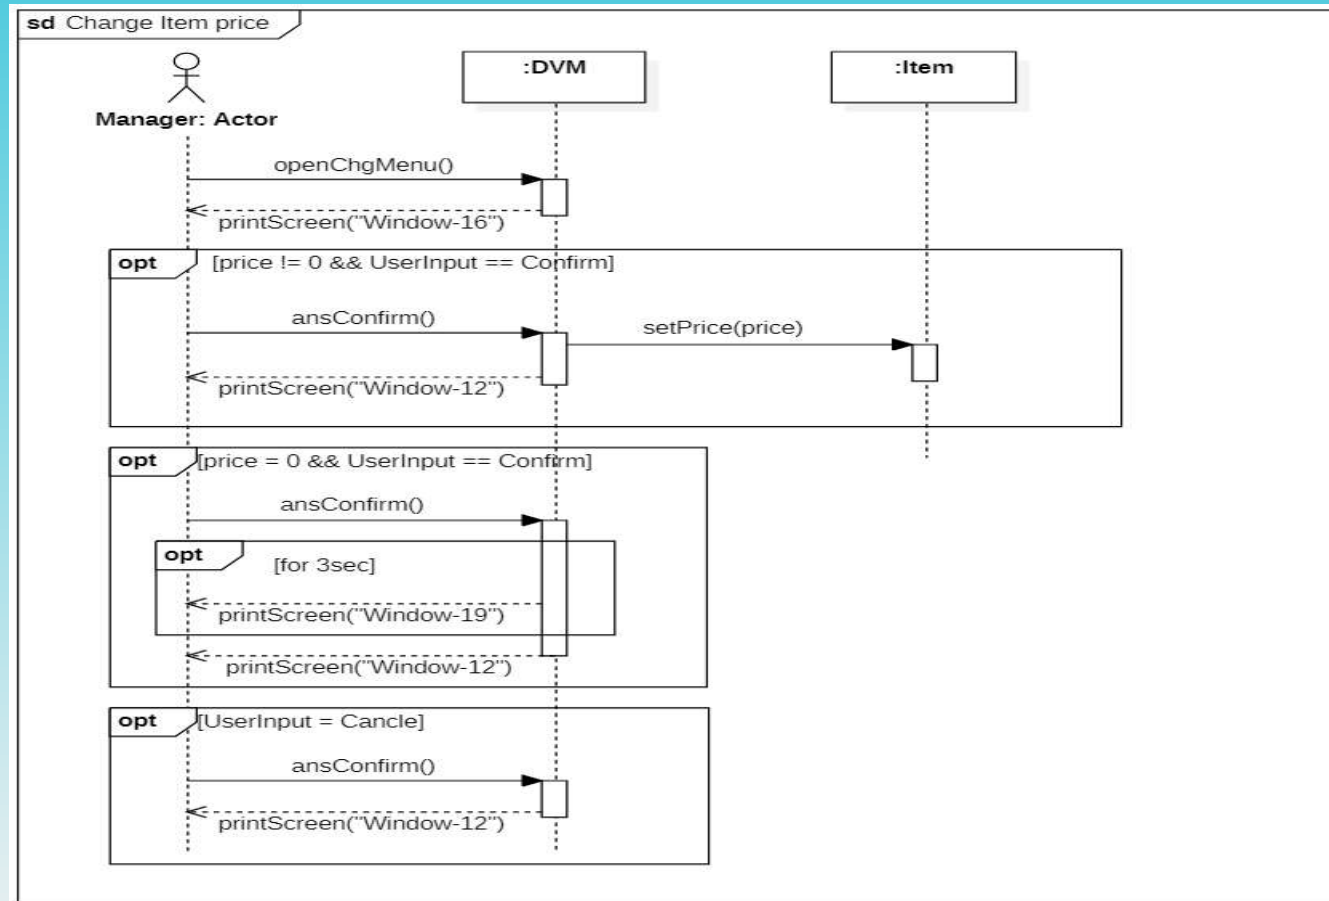 sd Change Item price
:DVM
:Item
Manager: Actor
openChgMenu()
printScreen("Window-16")
opt [price != 0 && UserInput == Confirm]
ansConfirm()
setPrice(price)
printScreen("Window-12")
opt [price = 0 && UserInput == Confirm]
ansConfirm()
opt [for 3sec]
printScreen("Window-19")
printScreen("Window-12")
opt [UserInput = Cancle]
ansConfirm()
printScreen("Window-12")